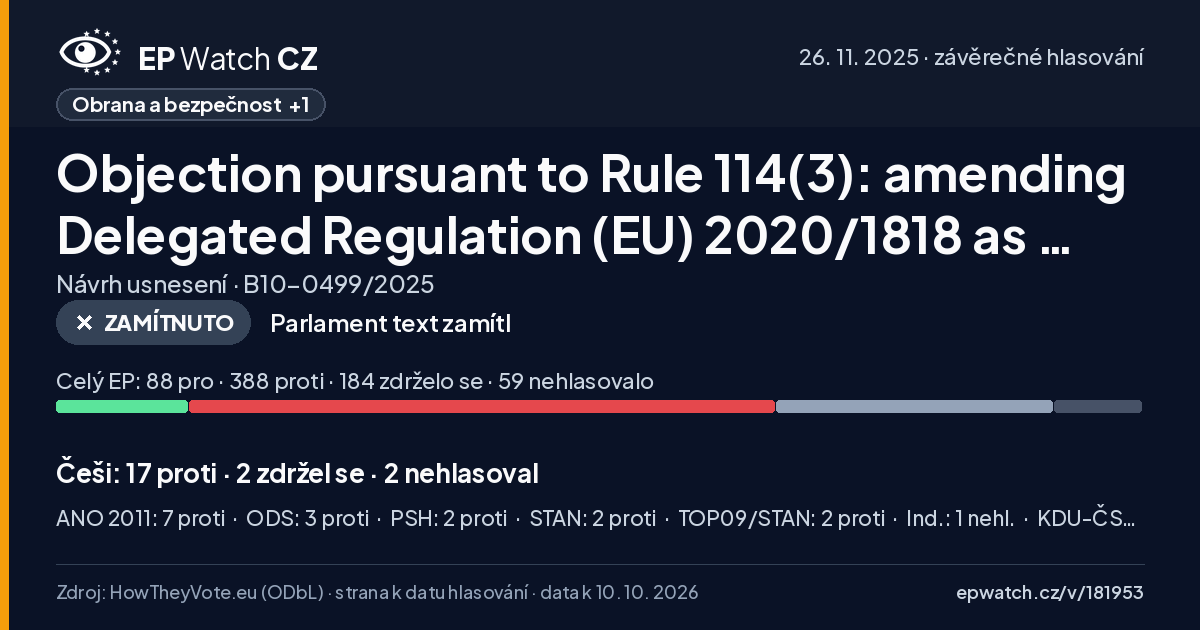 EP Watch CZ
26. 11. 2025 · závěrečné hlasování
Obrana a bezpečnost +1
Objection pursuant to Rule 114(3): amending
Delegated Regulation (EU) 2020/1818 as …
Návrh usnesení · B10-0499/2025
✕ ZAMÍTNUTO Parlament text zamítl
Celý EP: 88 pro · 388 proti · 184 zdrželo se · 59 nehlasovalo
Češi: 17 proti · 2 zdržel se · 2 nehlasoval
ANO 2011: 7 proti · ODS: 3 proti · PSH: 2 proti · STAN: 2 proti · TOP09/STAN: 2 proti · Ind.: 1 nehl. · KDU-ČS…
Zdroj: HowTheyVote.eu (ODbL) · strana k datu hlasování · data k 10. 10. 2026
epwatch.cz/v/181953